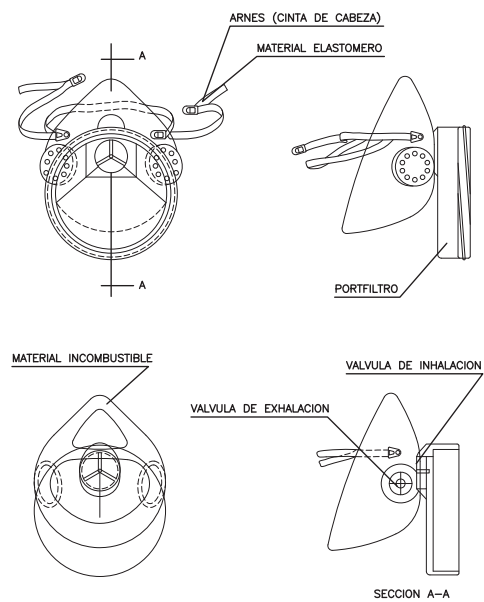 ARNES (CINTA DE CABEZA)
MATERIAL ELASTOMERO
A
A
PORTFILTRO
MATERIAL INCOMBUSTIBLE
VALVULA DE INHALACION
VALVULA DE EXHALACION
SECCION A-A